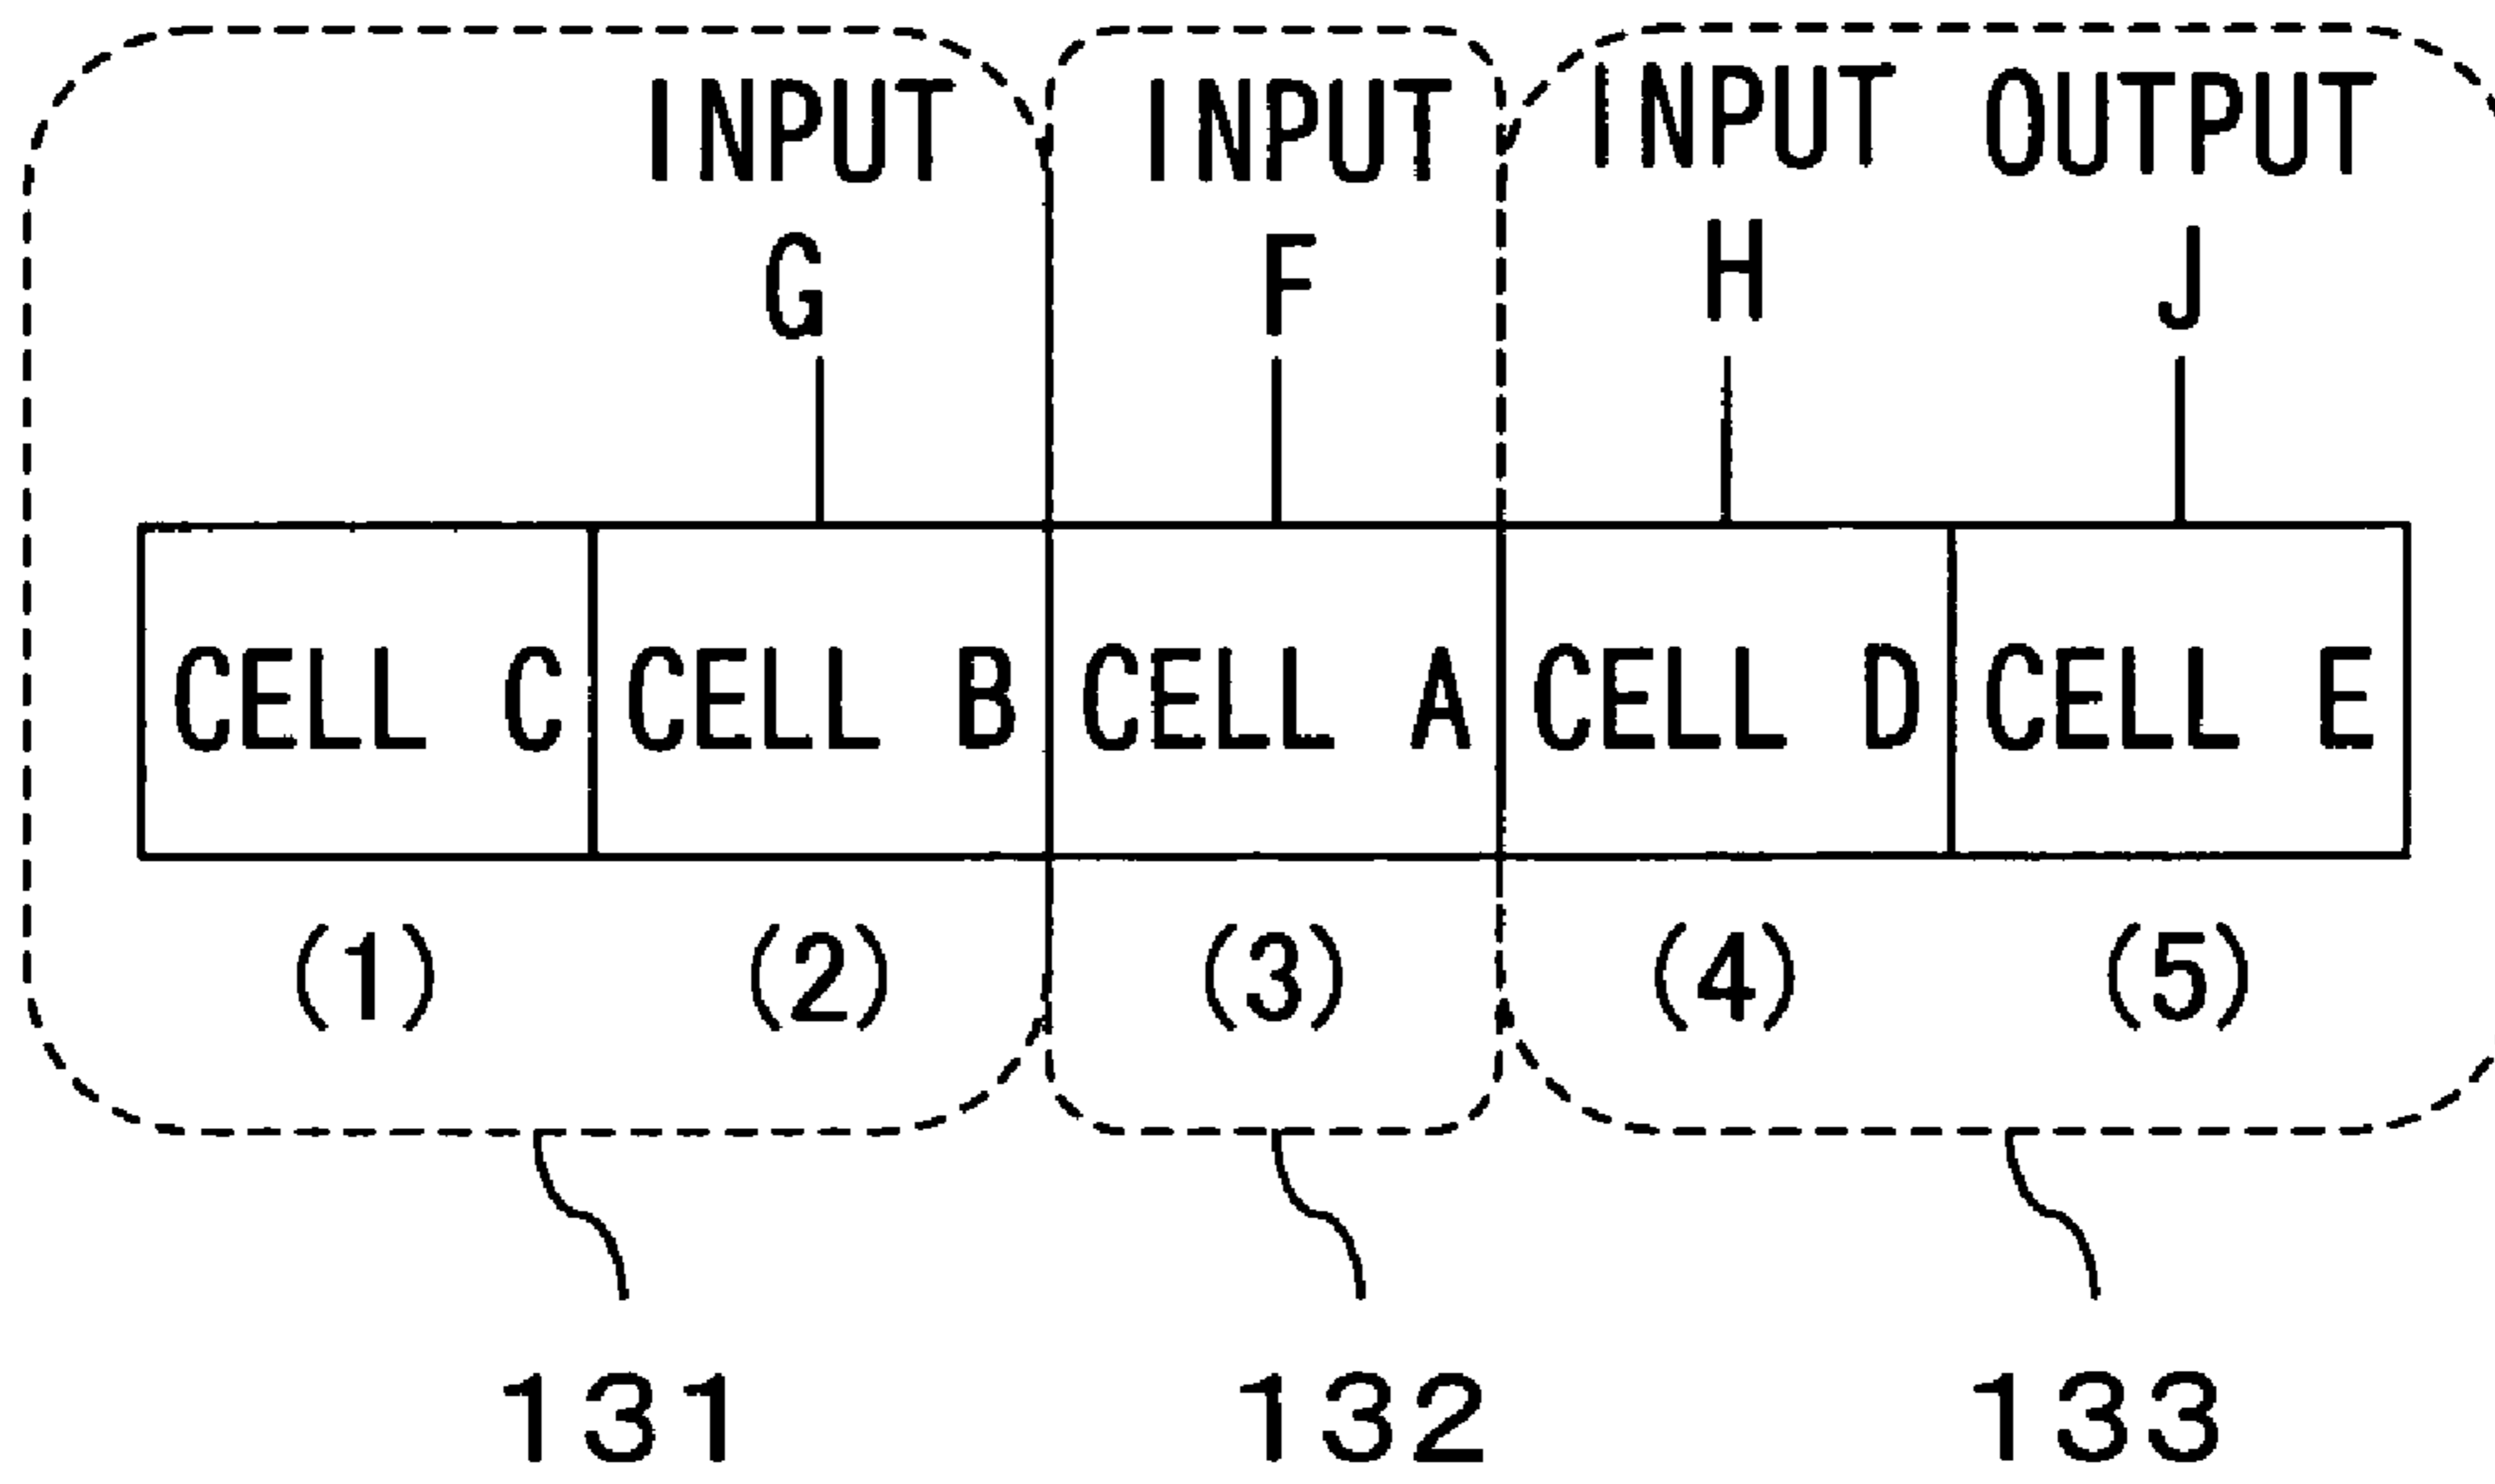 INPUT INPUT INPUT OUTPUT
G F H J
CELL C CELL B CELL A CELL D CELL E
(1) (2) (3) (4) (5)
131 132 133